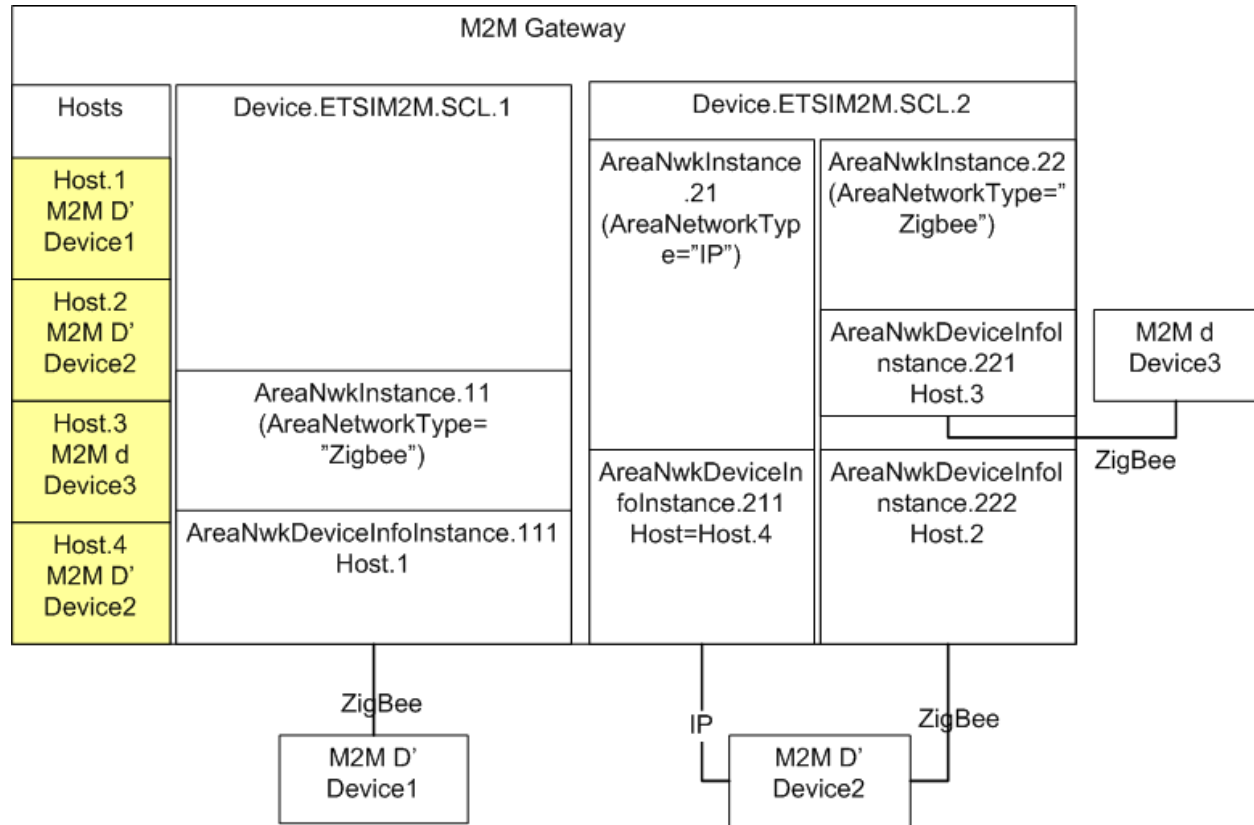 M2M Gateway
Hosts
Host.1
M2M D’
Device1
Host.2
M2M D’
Device2
Host.3
M2M d
Device3
Host.4
M2M D’
Device2
Device.ETSIM2M.SCL.1
AreaNwkInstance.11
(AreaNetworkType=
”Zigbee”)
AreaNwkDeviceInfoInstance.111
Host.1
Device.ETSIM2M.SCL.2
AreaNwkInstance
.21
(AreaNetworkTyp
e=”IP”)
AreaNwkDeviceIn
foInstance.211
Host=Host.4
AreaNwkInstance.22
(AreaNetworkType=”
Zigbee”)
AreaNwkDeviceInfoI
nstance.221
Host.3
AreaNwkDeviceInfoI
nstance.222
Host.2
M2M d
Device3
ZigBee
ZigBee
IP
ZigBee
M2M D’
Device1
M2M D’
Device2